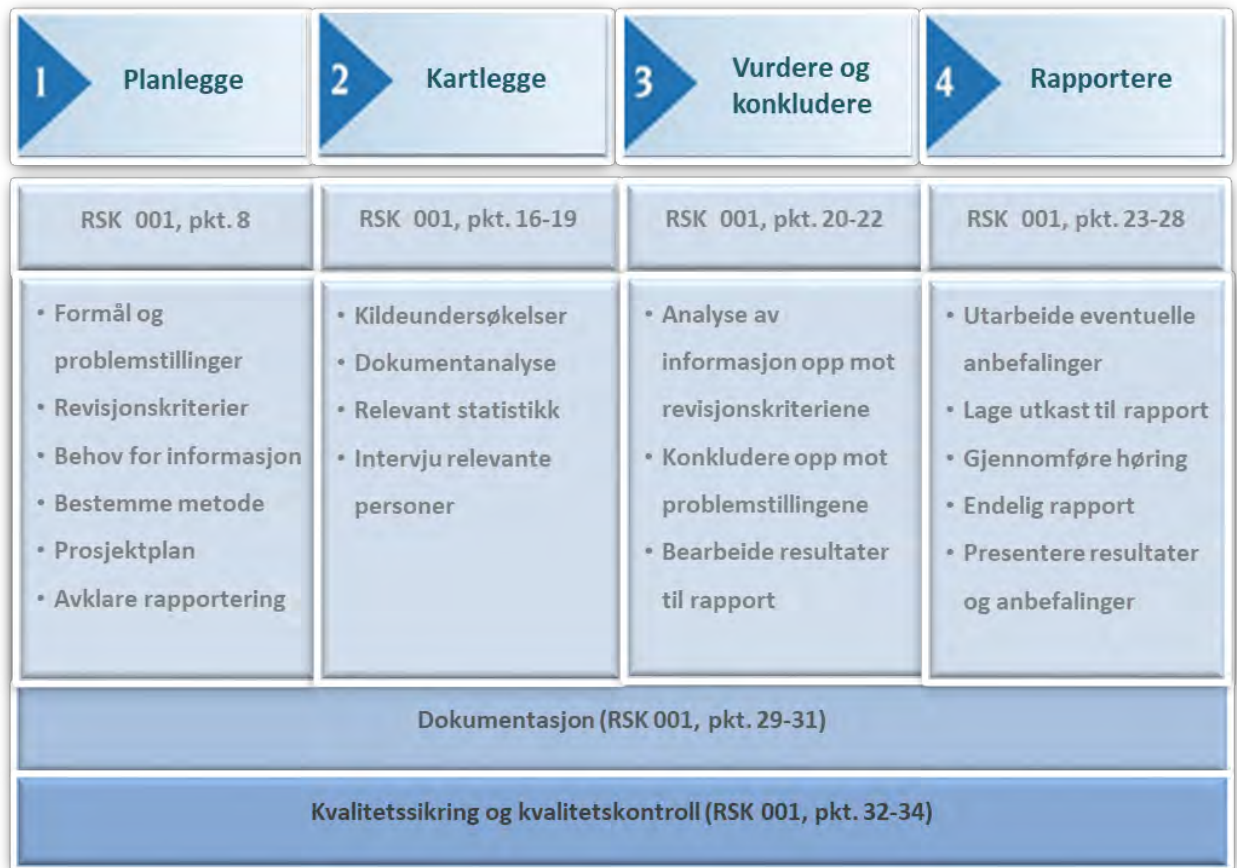 1
Planlegge
2
Kartlegge
3
Vurdere og
konkludere
4
Rapportere
RSK 001, pkt. 8
RSK 001, pkt. 16-19
RSK 001, pkt. 20-22
RSK 001, pkt. 23-28
• Formål og
problemstillinger
• Revisjonskriterier
• Behov for informasjon
• Bestemme metode
• Prosjektplan
• Avklare rapportering
• Kildeundersøkelser
• Dokumentanalyse
• Relevant statistikk
• Intervju relevante
personer
• Analyse av
informasjon opp mot
revisjonskriteriene
• Konkludere opp mot
problemstillingene
• Bearbeide resultater
til rapport
• Utarbeide eventuelle
anbefalinger
• Lage utkast til rapport
• Gjennomføre høring
• Endelig rapport
• Presentere resultater
og anbefalinger
Dokumentasjon (RSK 001, pkt. 29-31)
Kvalitetssikring og kvalitetskontroll (RSK 001, pkt. 32-34)